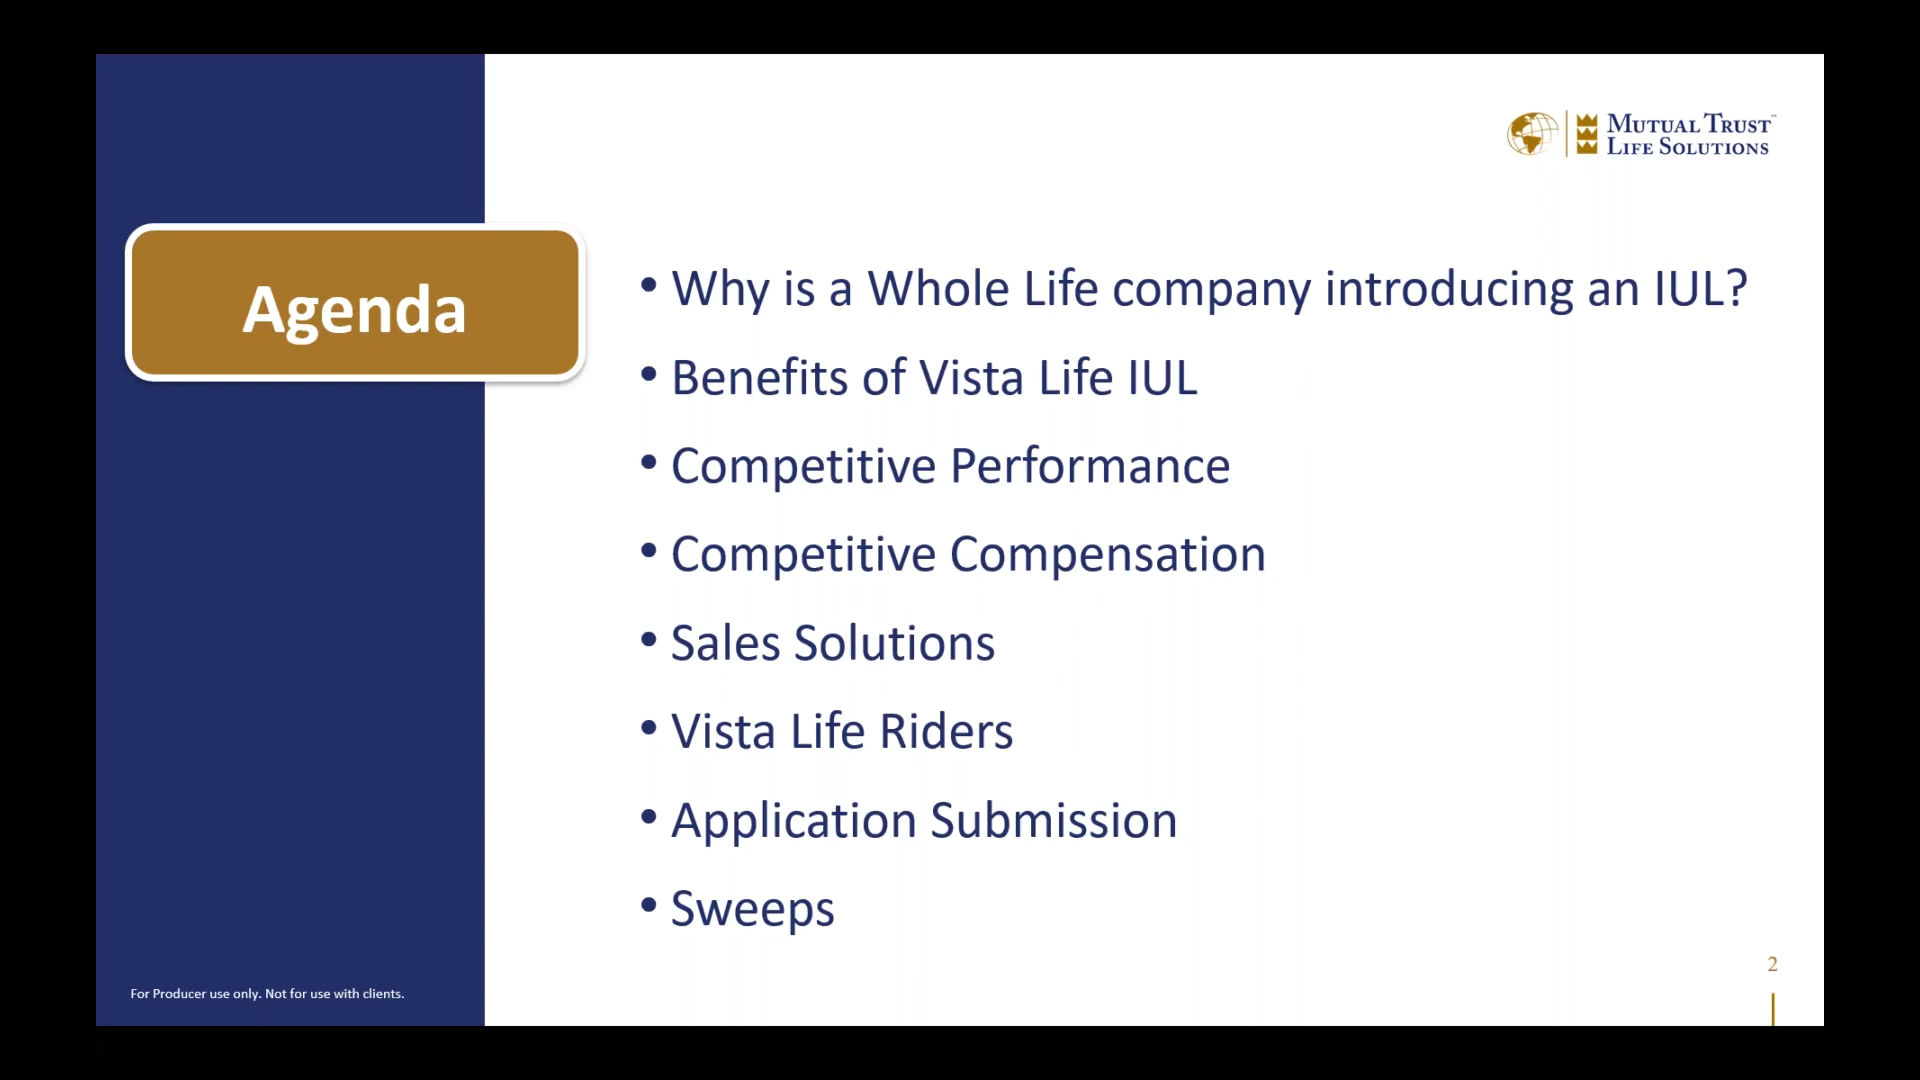 MUTUAL TRUST™
LIFE SOLUTIONS
Agenda
• Why is a Whole Life company introducing an IUL?
• Benefits of Vista Life IUL
• Competitive Performance
• Competitive Compensation
• Sales Solutions
• Vista Life Riders
• Application Submission
• Sweeps
For Producer use only. Not for use with clients.
2